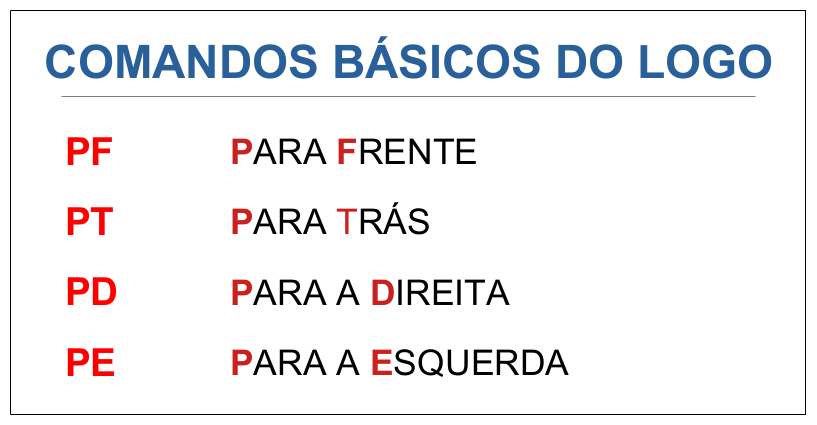 COMANDOS BÁSICOS DO LOGO
PF PARA FRENTE
PT PARA TRÁS
PD PARA A DIREITA
PE PARA A ESQUERDA